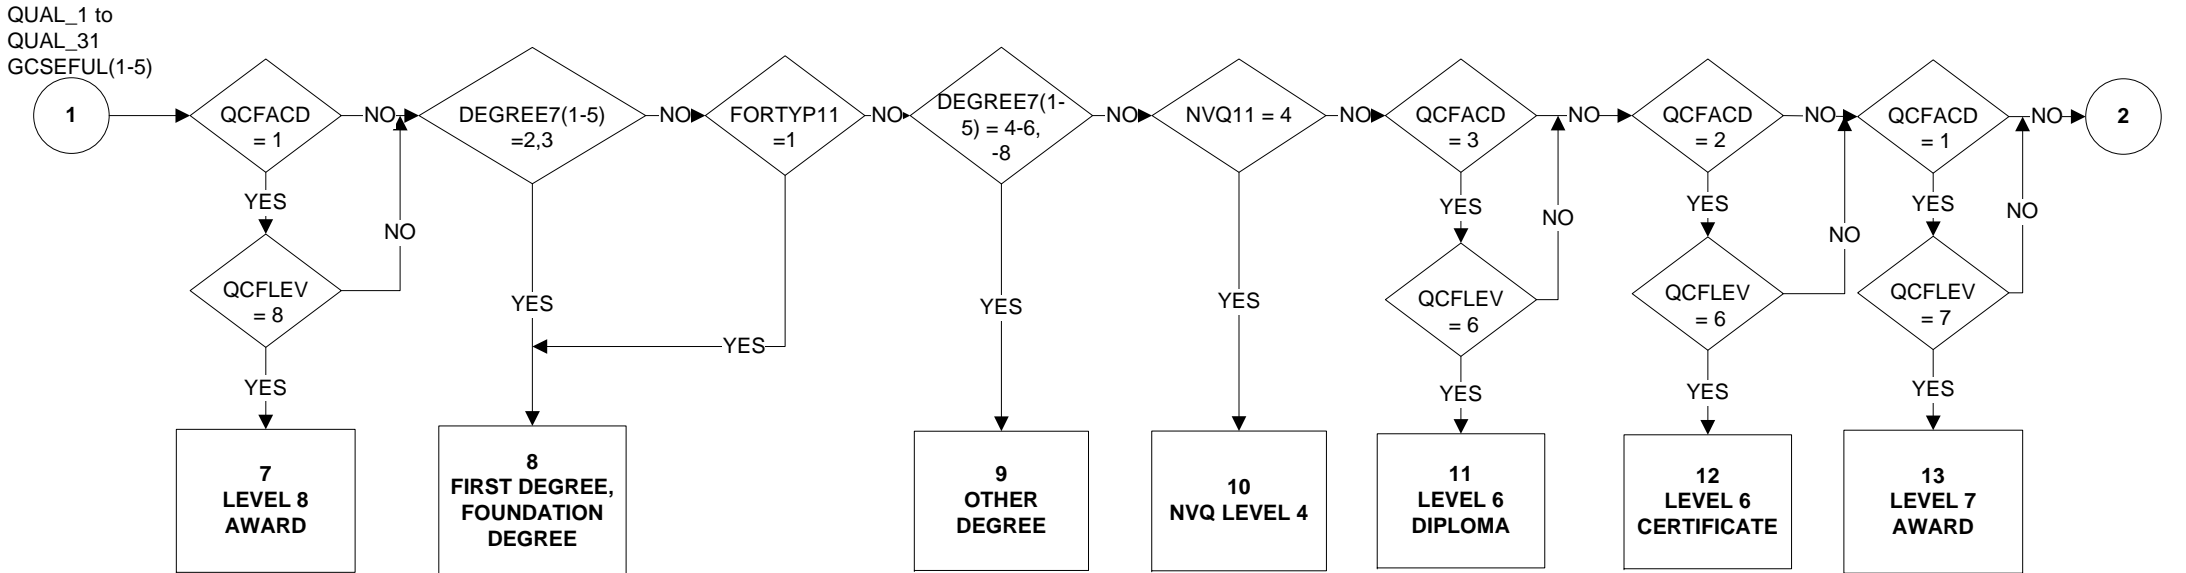 QUAL_1 to
QUAL_31
GCSEFUL(1-5)
1
QCFACD
= 1
NO
DEGREE7(1-5)
=2,3
NO
FORTYP11
=1
NO
DEGREE7(1-
5) = 4-6,
-8
NO
NVQ11 = 4
NO
QCFACD
= 3
NO
QCFACD
= 2
NO
QCFACD
= 1
NO
2
YES
QCFLEV
= 8
NO
YES
YES
YES
YES
YES
YES
QCFLEV
= 6
NO
YES
YES
QCFLEV
= 6
NO
YES
YES
QCFLEV
= 7
NO
YES
7
LEVEL 8
AWARD
8
FIRST DEGREE,
FOUNDATION
DEGREE
9
OTHER
DEGREE
10
NVQ LEVEL 4
11
LEVEL 6
DIPLOMA
12
LEVEL 6
CERTIFICATE
13
LEVEL 7
AWARD